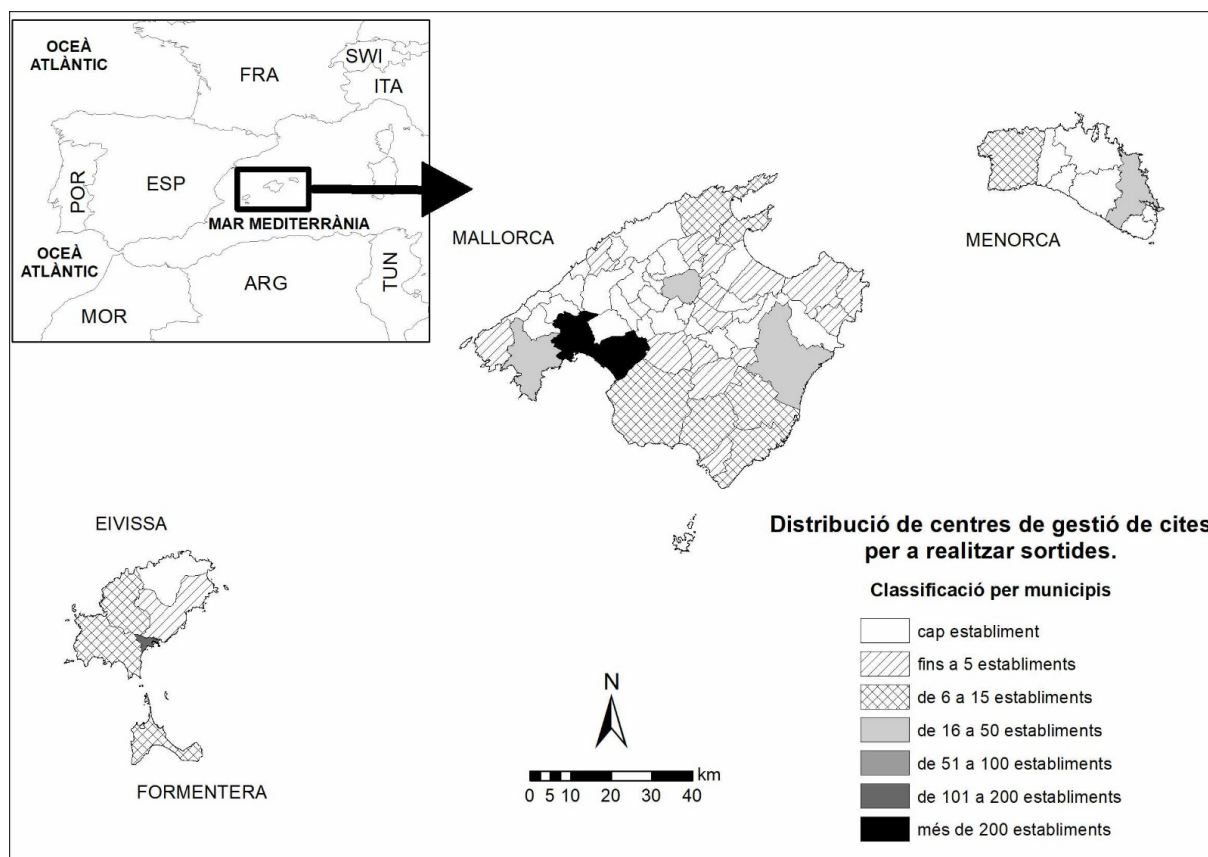 OCEÀ
ATLÀNTIC
FRA
SWI
ITA
POR
ESP
MAR MEDITERRÀNIA
OCEÀ
ATLÀNTIC
MOR
ARG
TUN
MALLORCA
MENORCA
EIVISSA
FORMENTERA
Distribució de centres de gestió de cites
per a realitzar sortides.
Classificació per municipis
cap establiment
fins a 5 establiments
de 6 a 15 establiments
de 16 a 50 establiments
de 51 a 100 establiments
de 101 a 200 establiments
més de 200 establiments
N
km
0 5 10 20 30 40